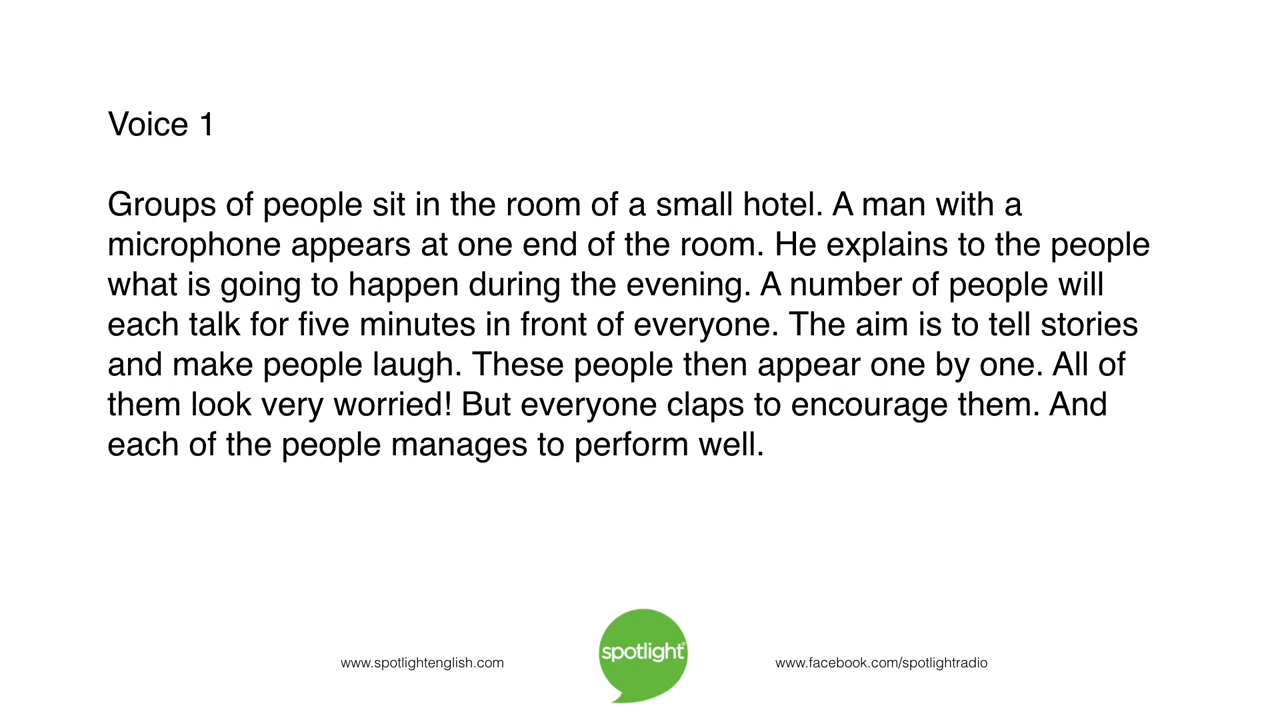 Voice 1
Groups of people sit in the room of a small hotel. A man with a
microphone appears at one end of the room. He explains to the people
what is going to happen during the evening. A number of people will
each talk for five minutes in front of everyone. The aim is to tell stories
and make people laugh. These people then appear one by one. All of
them look very worried! But everyone claps to encourage them. And
each of the people manages to perform well.
www.spotlightenglish.com
spotlight®
www.facebook.com/spotlightradio